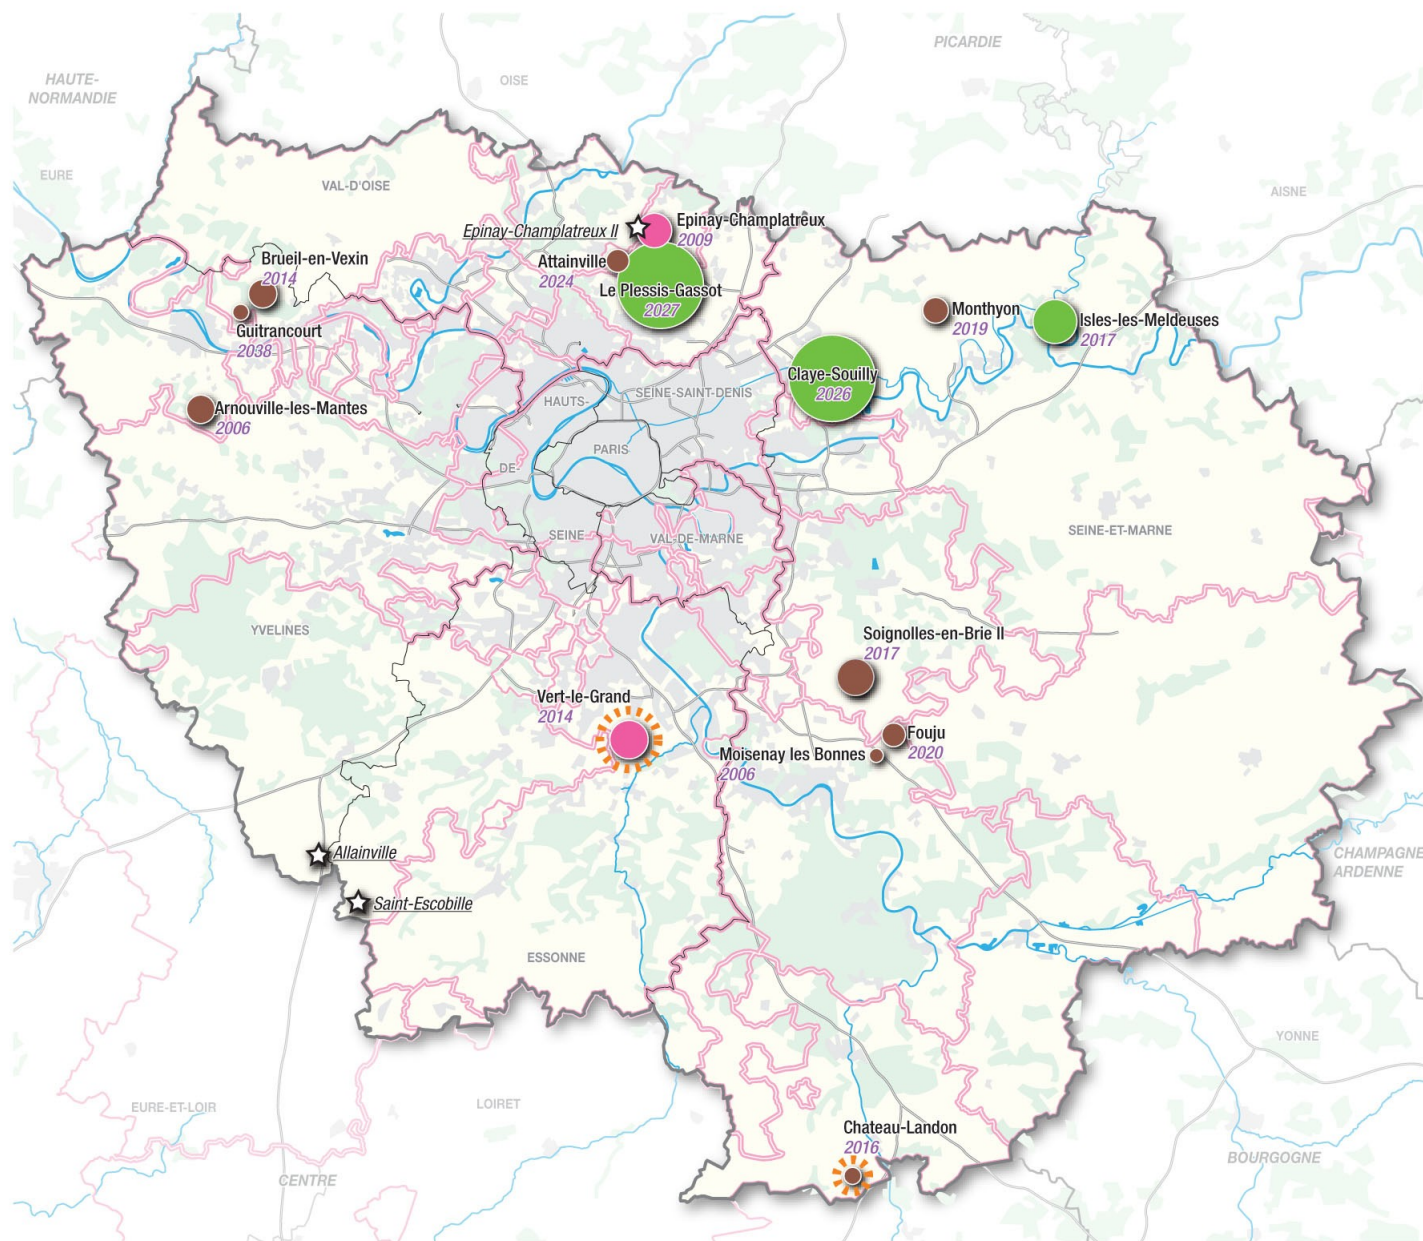 PICARDIE
HAUTE-
NORMANDIE
OISE
EURE
VAL-D'OISE
AISNE
Epinay-Champlatreux II
Epinay-Champlatreux
2009
Brueil-en-Vexin
2014
Attainville
2024
Le Plessis-Gassot
2027
Guitrancourt
2038
Monthyon
2019
Isles-les-Meldeuses
2017
Claye-Souilly
2026
Arnouville-les-Mantes
2006
HAUTS-
SEINE-SAINT-DENIS
PARIS
DE-
SEINE
VAL-DE-MARNE
SEINE-ET-MARNE
YVELINES
Soignolles-en-Brie II
2017
Vert-le-Grand
2014
Fouju
2020
Moisenay les Bonnes
2006
Allainville
CHAMPAGNE
ARDENNE
Saint-Escobille
ESSONNE
YONNE
EURE-ET-LOIR
LOIRET
Chateau-Landon
2016
BOURGOGNE
CENTRE